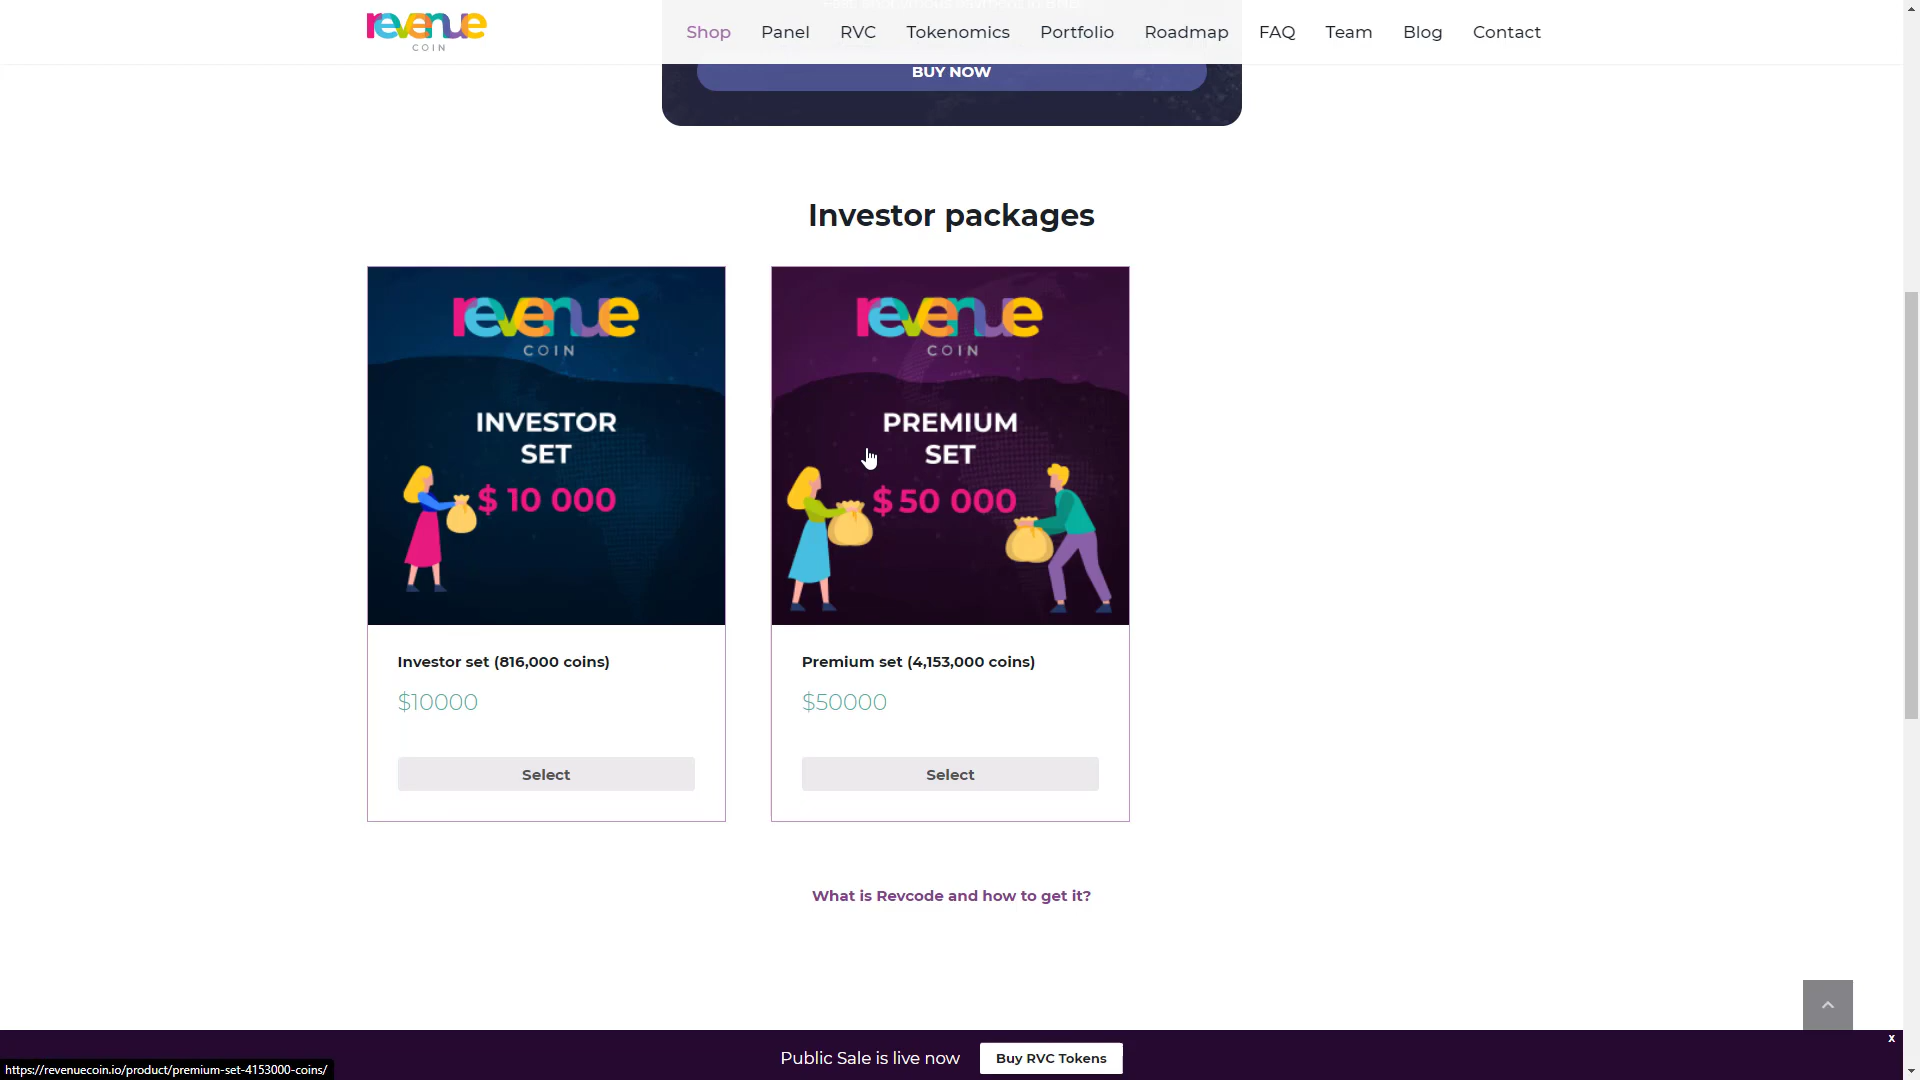 revenue
COIN
Shop
Panel
RVC
Tokenomics
Portfolio
Roadmap
FAQ
Team
Blog
Contact
BUY NOW
Investor packages
revenue
COIN
INVESTOR
SET
$ 10 000
revenue
COIN
PREMIUM
SET
$ 50 000
Investor set (816,000 coins)
$10000
Select
Premium set (4,153,000 coins)
$50000
Select
What is Revcode and how to get it?
Public Sale is live now
Buy RVC Tokens
x
https://revenuecoin.io/product/premium-set-4153000-coins/